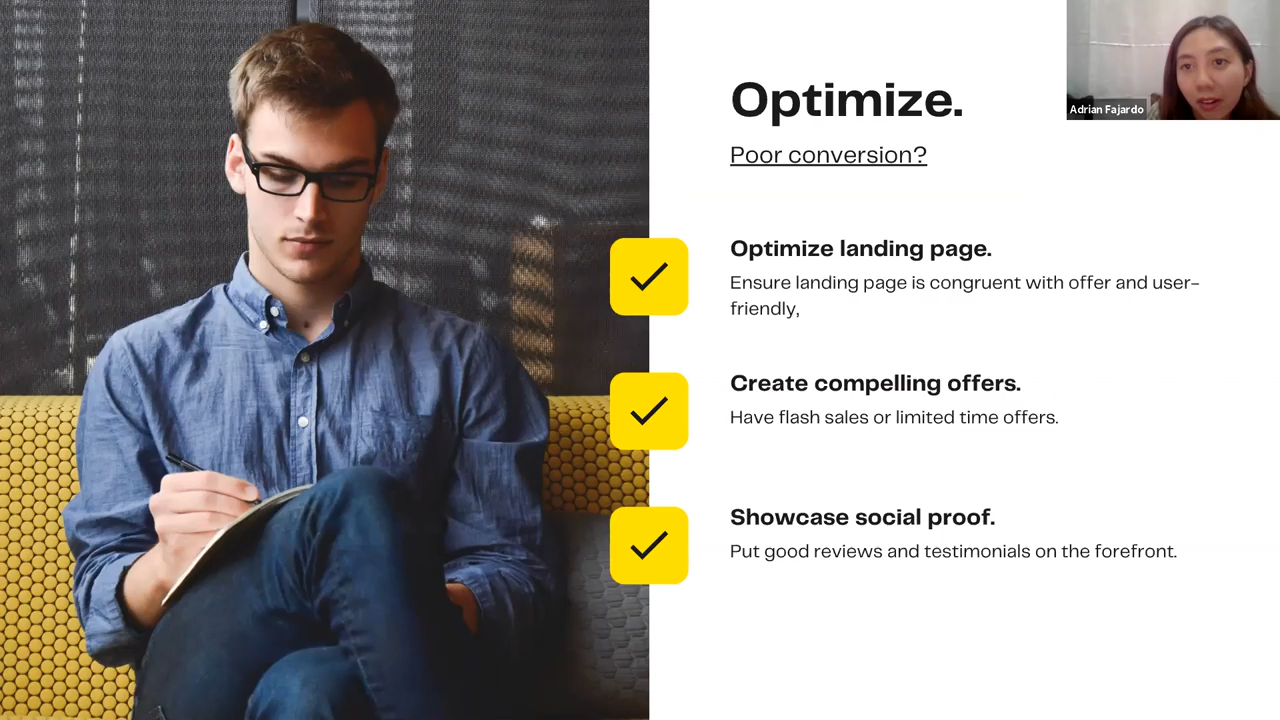 Optimize.
Adrian Fajardo
Poor conversion?
Optimize landing page.
Ensure landing page is congruent with offer and user-
friendly,
Create compelling offers.
Have flash sales or limited time offers.
Showcase social proof.
Put good reviews and testimonials on the forefront.